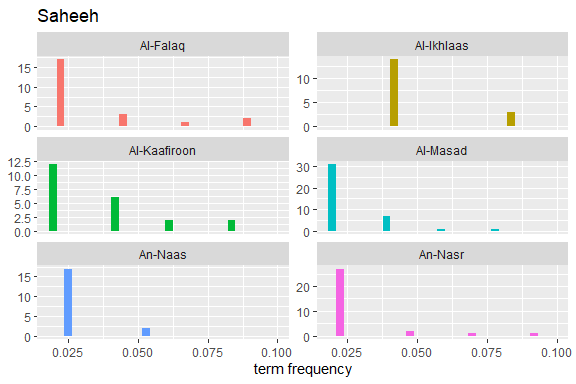 Saheeh
Al-Falaq
Al-Ikhlaas
15
10
5
0
10
5
0
Al-Kaafiroon
Al-Masad
12.5
10.0
7.5
5.0
2.5
0.0
30
20
10
0
An-Naas
An-Nasr
15
10
5
0
20
10
0
0.025 0.050 0.075 0.100
0.025 0.050 0.075 0.100
term frequency